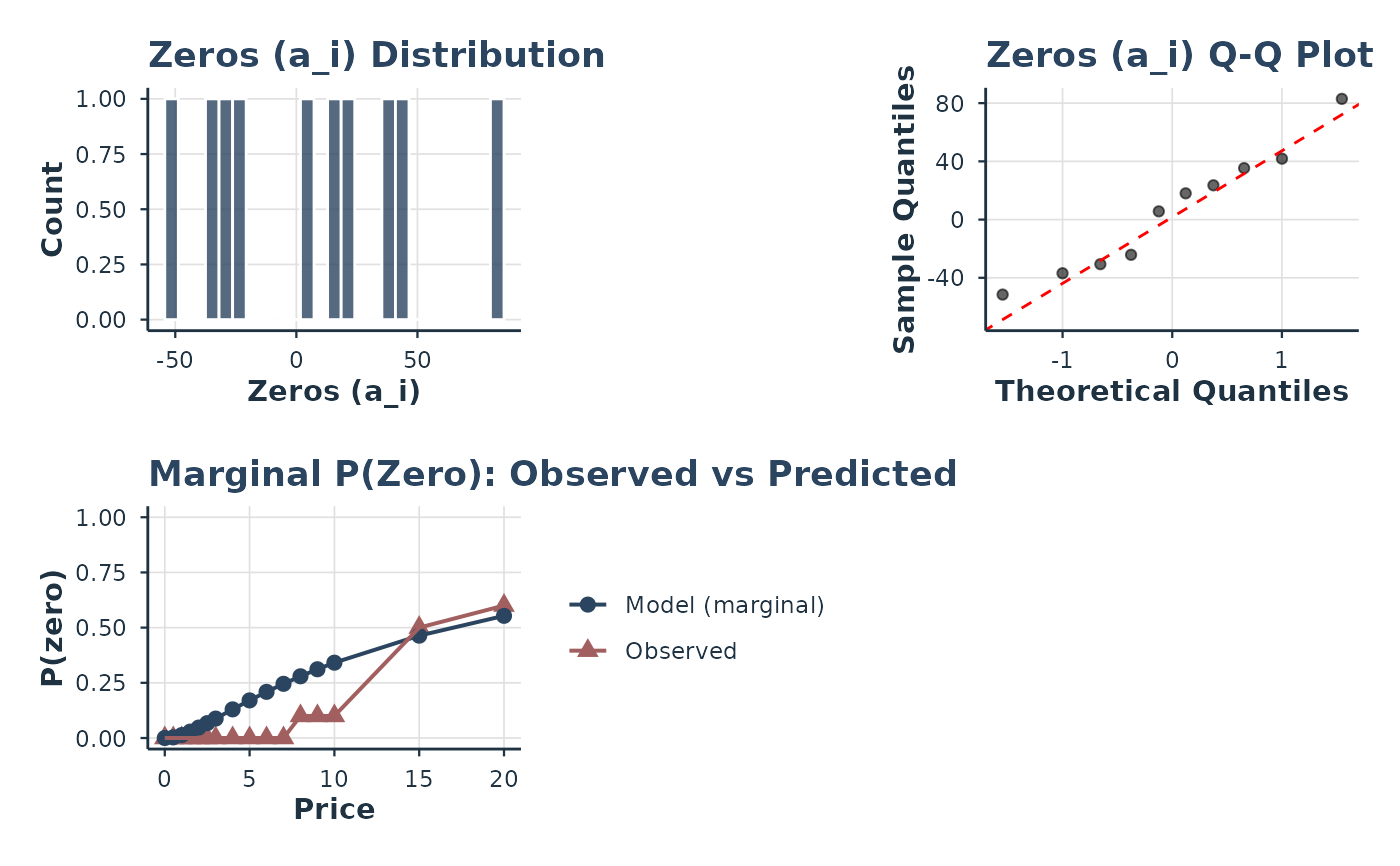 Zeros (a_i) Distribution
Count
1.00
0.75
0.50
0.25
0.00
-50 0 50
Zeros (a_i)
Zeros (a_i) Q-Q Plot
Sample Quantiles
80
40
0
-40
-1 0 1
Theoretical Quantiles
Marginal P(Zero): Observed vs Predicted
P(zero)
1.00
0.75
0.50
0.25
0.00
0 5 10 15 20
Price
Model (marginal)
Observed